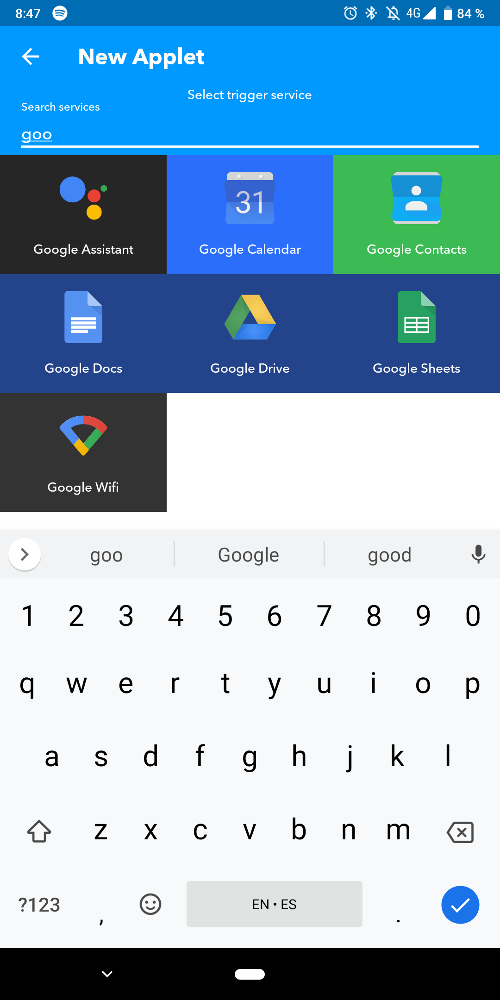 8:47 4G 84 %
New Applet
Select trigger service
Search services
goo
31
Google Assistant Google Calendar Google Contacts
Google Docs Google Drive Google Sheets
Google Wifi
goo Google good
1 2 3 4 5 6 7 8 9 0
q w e r t y u i o p
a s d f g h j k l
z x c v b n m
?123 , EN • ES .